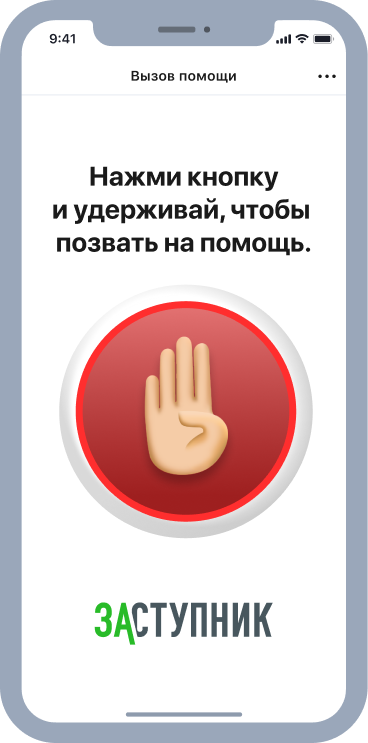 9:41
Вызов помощи
Нажми кнопку
и удерживай, чтобы
позвать на помощь.
ЗАСТУПНИК